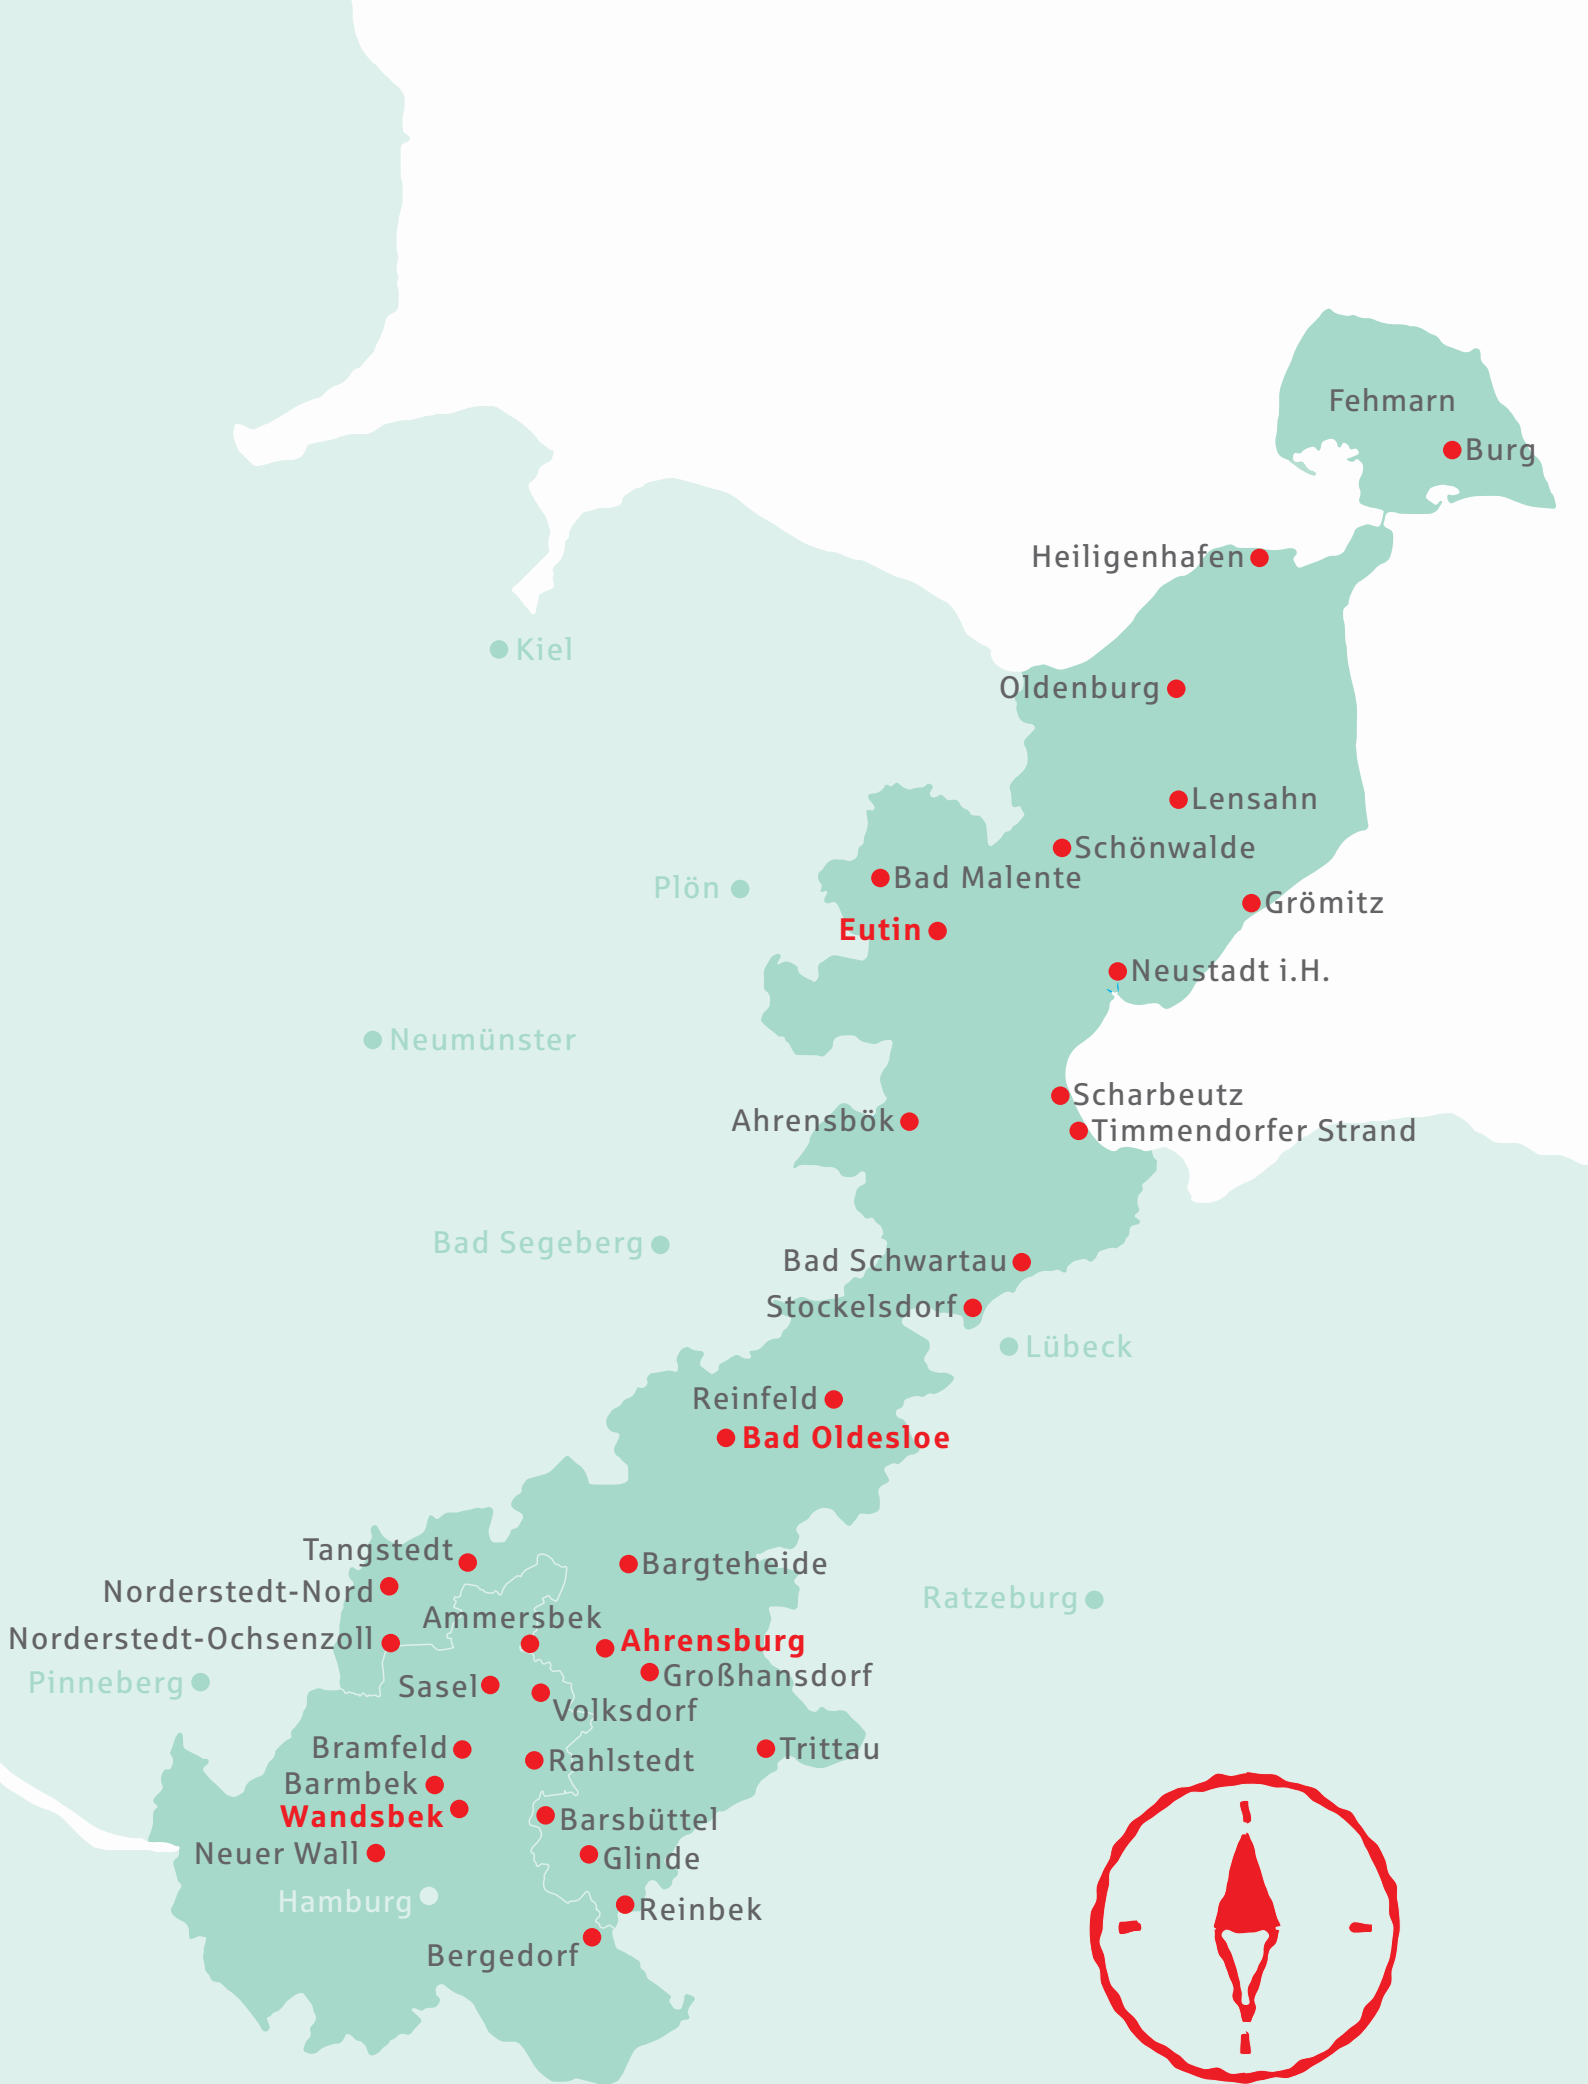 Fehmarn
Burg
Heiligenhafen
Kiel
Oldenburg
Lensahn
Schönwalde
Bad Malente
Plön
Grömitz
Eutin
Neustadt i.H.
Neumünster
Scharbeutz
Ahrensbök
Timmendorfer Strand
Bad Segeberg
Bad Schwartau
Stockelsdorf
Lübeck
Reinfeld
Bad Oldesloe
Tangstedt
Bargteheide
Norderstedt-Nord
Ratzeburg
Ammersbek
Norderstedt-Ochsenzoll
Ahrensburg
Großhansdorf
Pinneberg
Sasel
Volksdorf
Bramfeld
Trittau
Rahlstedt
Barmbek
Wandsbek
Barsbüttel
Neuer Wall
Glinde
Hamburg
Reinbek
Bergedorf